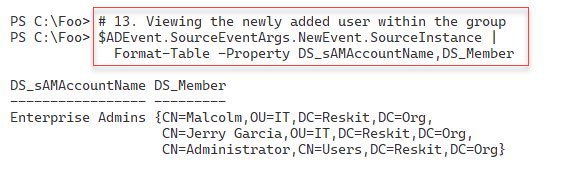 PS C:\Foo> # 13. Viewing the newly added user within the group
PS C:\Foo> $ADEvent.SourceEventArgs.NewEvent.SourceInstance |
Format-Table -Property DS_sAMAccountName,DS_Member
DS_sAMAccountName DS_Member
----------------- ---------
Enterprise Admins {CN=Malcolm,OU=IT,DC=Reskit,DC=Org,
CN=Jerry Garcia,OU=IT,DC=Reskit,DC=Org,
CN=Administrator,CN=Users,DC=Reskit,DC=Org}